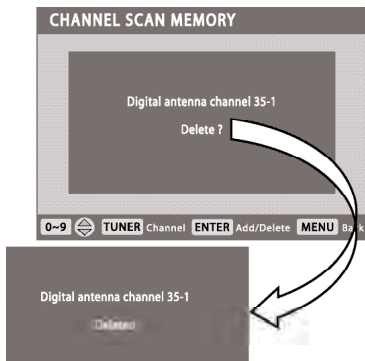 CHANNEL SCAN MEMORY
Digital antenna channel 35-1
Delete ?
0~9 TUNER Channel ENTER Add/Delete MENU Back
Digital antenna channel 35-1
Deleted